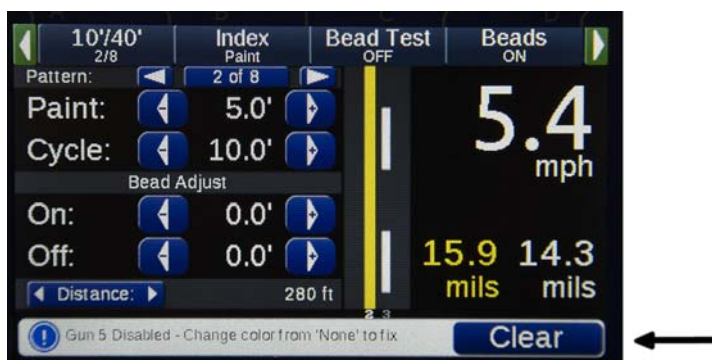 10'/40'
2/8
Index
Paint
Bead Test
OFF
Beads
ON
Pattern: 2 of 8
Paint: - 5.0' +
Cycle: - 10.0' +
Bead Adjust
On: - 0.0' +
Off: - 0.0' +
Distance: 280 ft
2 3
5.4
mph
15.9 14.3
mils mils
Gun 5 Disabled - Change color from 'None' to fix
Clear